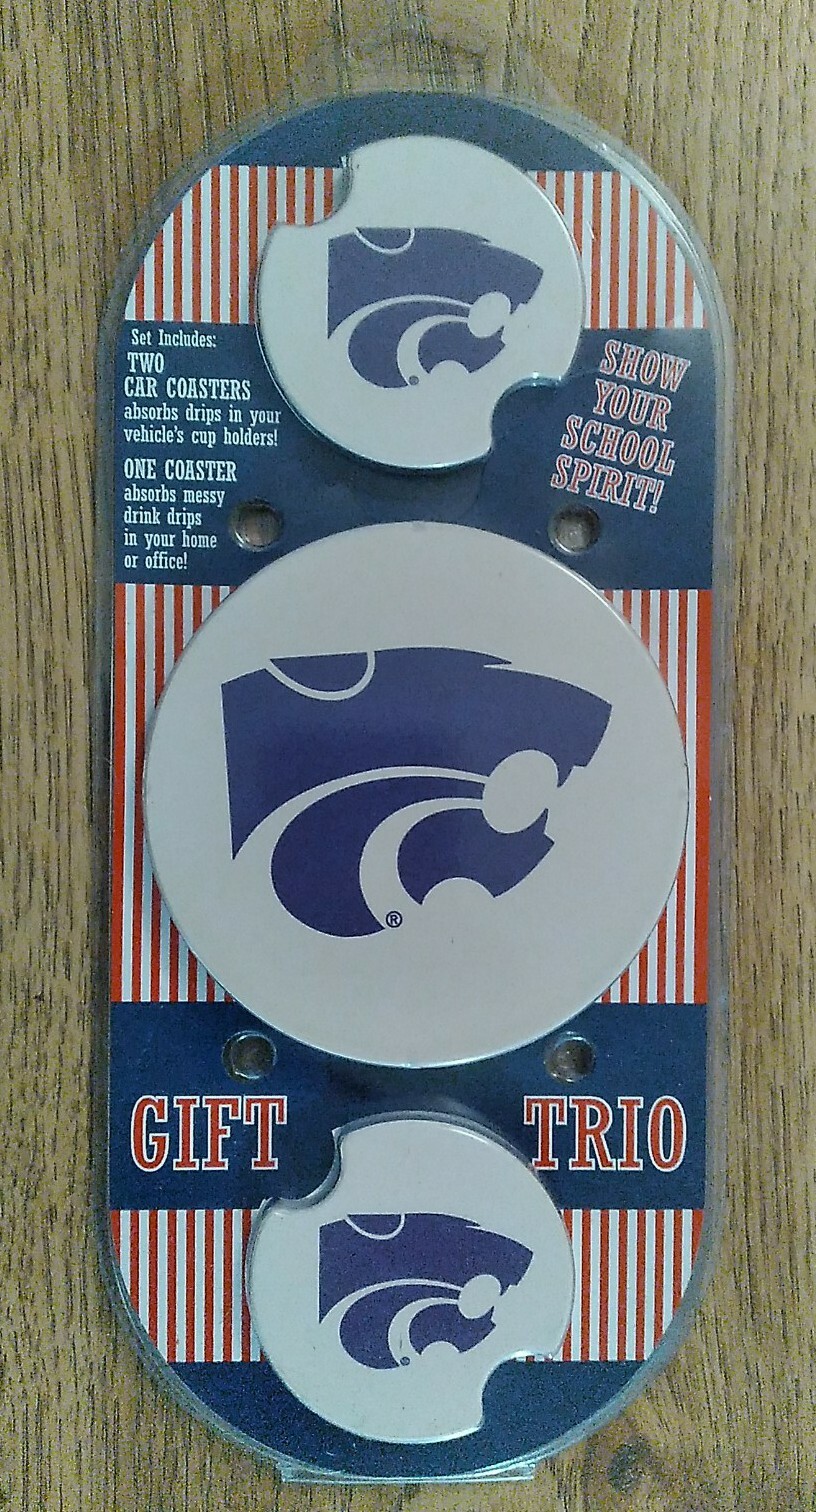 Set Includes:
TWO
CAR COASTERS
absorbs drips in your
vehicle's cup holders!
ONE COASTER
absorbs messy
drink drips
in your home
or office!
SHOW
YOUR
SCHOOL
SPIRIT!
®
GIFT TRIO